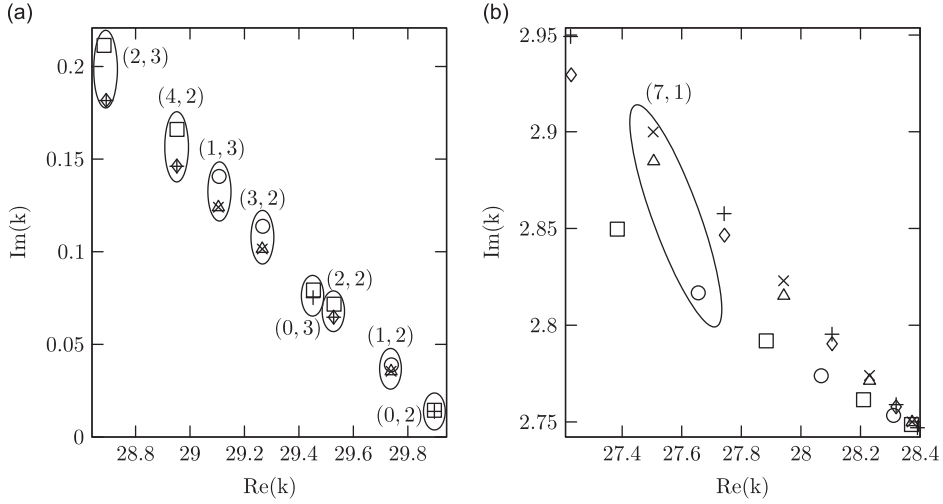 (a)
0.2
0.15
0.1
0.05
0
Im(k)
(2,3)
(4,2)
(1,3)
(3,2)
(2,2)
(0,3)
(1,2)
(0,2)
28.8 29 29.2 29.4 29.6 29.8
Re(k)
(b)
2.95
2.9
2.85
2.8
2.75
Im(k)
(7,1)
27.4 27.6 27.8 28 28.2 28.4
Re(k)